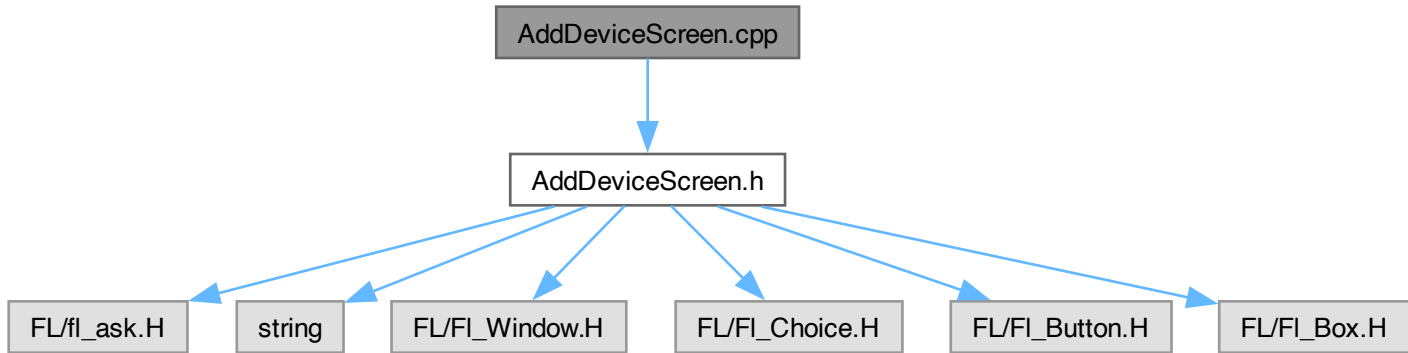 AddDeviceScreen.cpp
AddDeviceScreen.h
FL/fl_ask.H
string
FL/Fl_Window.H
FL/Fl_Choice.H
FL/Fl_Button.H
FL/Fl_Box.H